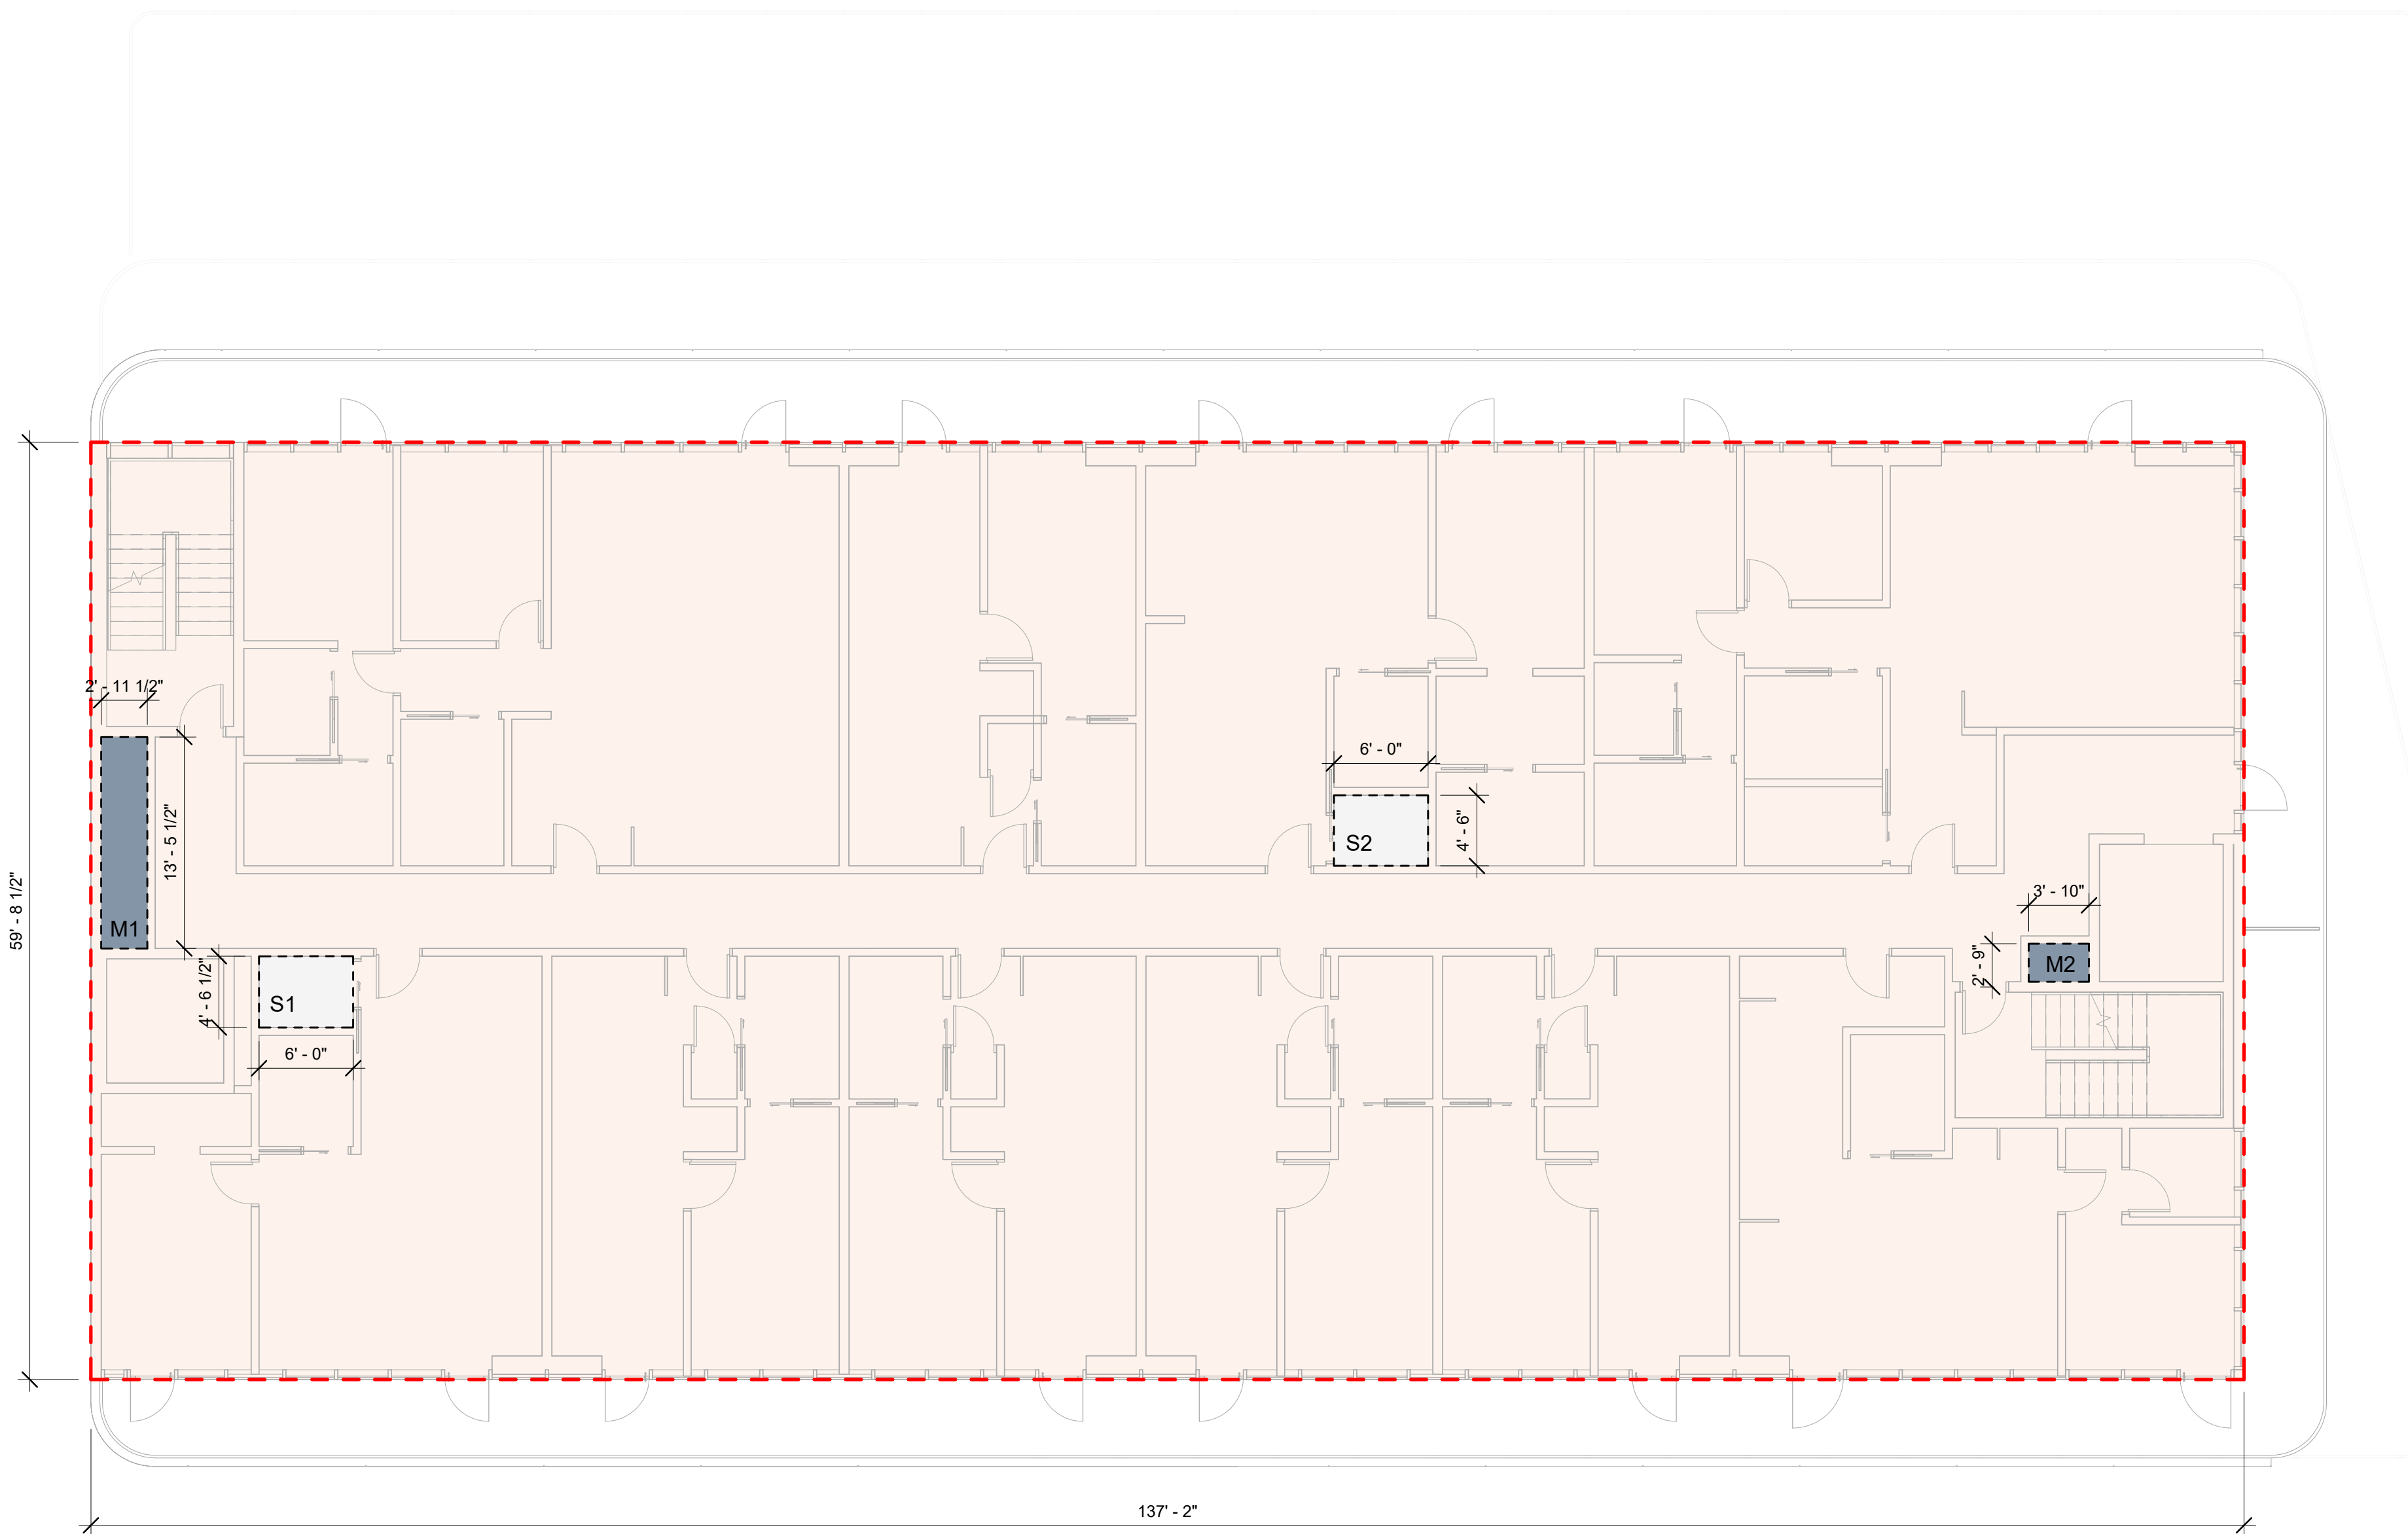 2' - 11 1/2"
6' - 0"
13' - 5 1/2"
4' - 6"
S2
3' - 10"
59' - 8 1/2"
M1
2' - 9"
M2
4' - 6 1/2"
S1
6' - 0"
137' - 2"